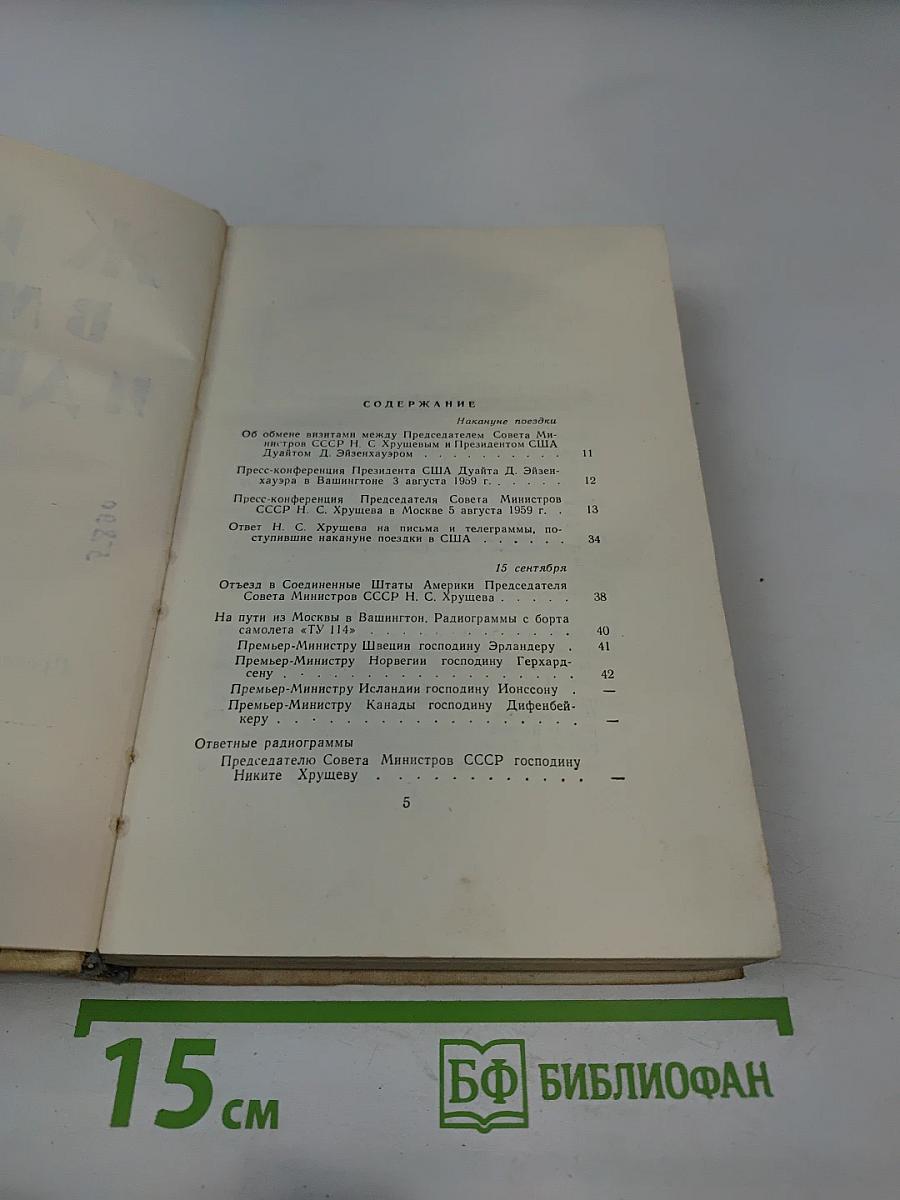 СОДЕРЖАНИЕ
Накануне поездки
Об обмене визитами между Председателем Совета Ми-
нистров СССР Н. С. Хрущевым и Президентом США
Дуайтом Д. Эйзенхауэром . . . . . . . . . . 11
Пресс-конференция Президента США Дуайта Д. Эйзен-
хауэра в Вашингтоне 3 августа 1959 г. . . . . . 12
Пресс-конференция Председателя Совета Министров
СССР Н. С. Хрущева в Москве 5 августа 1959 г. . 13
Ответ Н. С. Хрущева на письма и телеграммы, по-
ступившие накануне поездки в США . . . . . . 34
15 сентября
Отъезд в Соединенные Штаты Америки Председателя
Совета Министров СССР Н. С. Хрущева . . . . . 38
На пути из Москвы в Вашингтон. Радиограммы с борта
самолета «ТУ 114» . . . . . . . . . . . . . 40
Премьер-Министру Швеции господину Эрландеру . 41
Премьер-Министру Норвегии господину Герхард-
сену . . . . . . . . . . . . . . . . . . 42
Премьер-Министру Исландии господину Ионссону . —
Премьер-Министру Канады господину Дифенбей-
керу . . . . . . . . . . . . . . . . . . —
Ответные радиограммы
Председателю Совета Министров СССР господину
Никите Хрущеву . . . . . . . . . . . . —
5
15 см
БФ БИБЛИОФАН